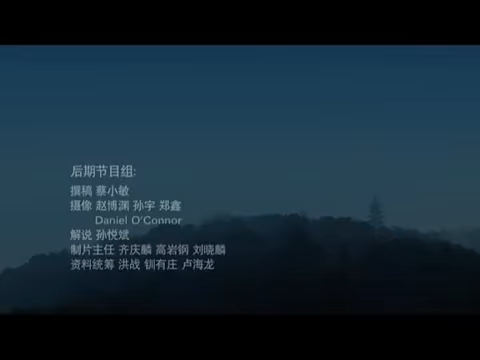 后期节目组:
撰稿 蔡小敏
摄像 赵博渊 孙宇 郑鑫
Daniel O'Connor
解说 孙悦斌
制片主任 齐庆麟 高岩钢 刘晓麟
资料统筹 洪战 钏有庄 卢海龙